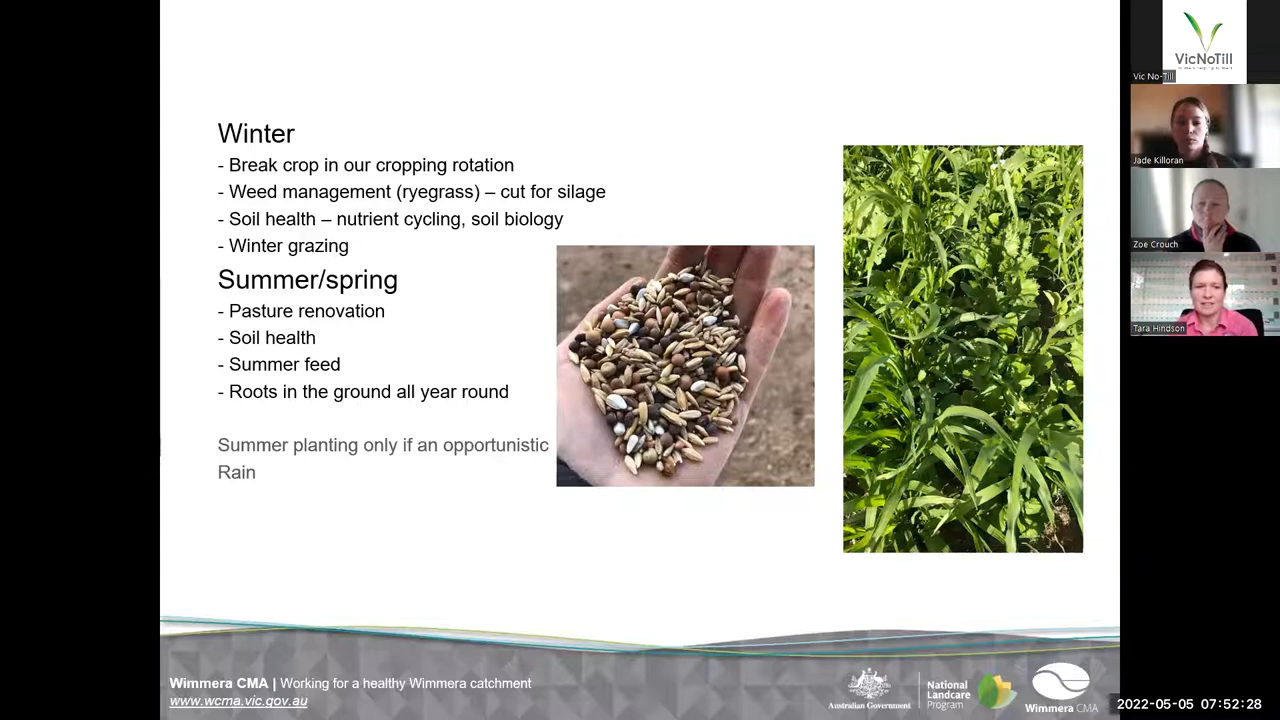 Winter
- Break crop in our cropping rotation
- Weed management (ryegrass) – cut for silage
- Soil health – nutrient cycling, soil biology
- Winter grazing
Summer/spring
- Pasture renovation
- Soil health
- Summer feed
- Roots in the ground all year round
Summer planting only if an opportunistic
Rain
Wimmera CMA | Working for a healthy Wimmera catchment
www.wcma.vic.gov.au
Australian Government
National
Landcare
Program
Wimmera CMA
VicNoTill
Vic No-Till
Jade Killoran
Zoe Crouch
Tara Hindson
2022-05-05 07:52:28